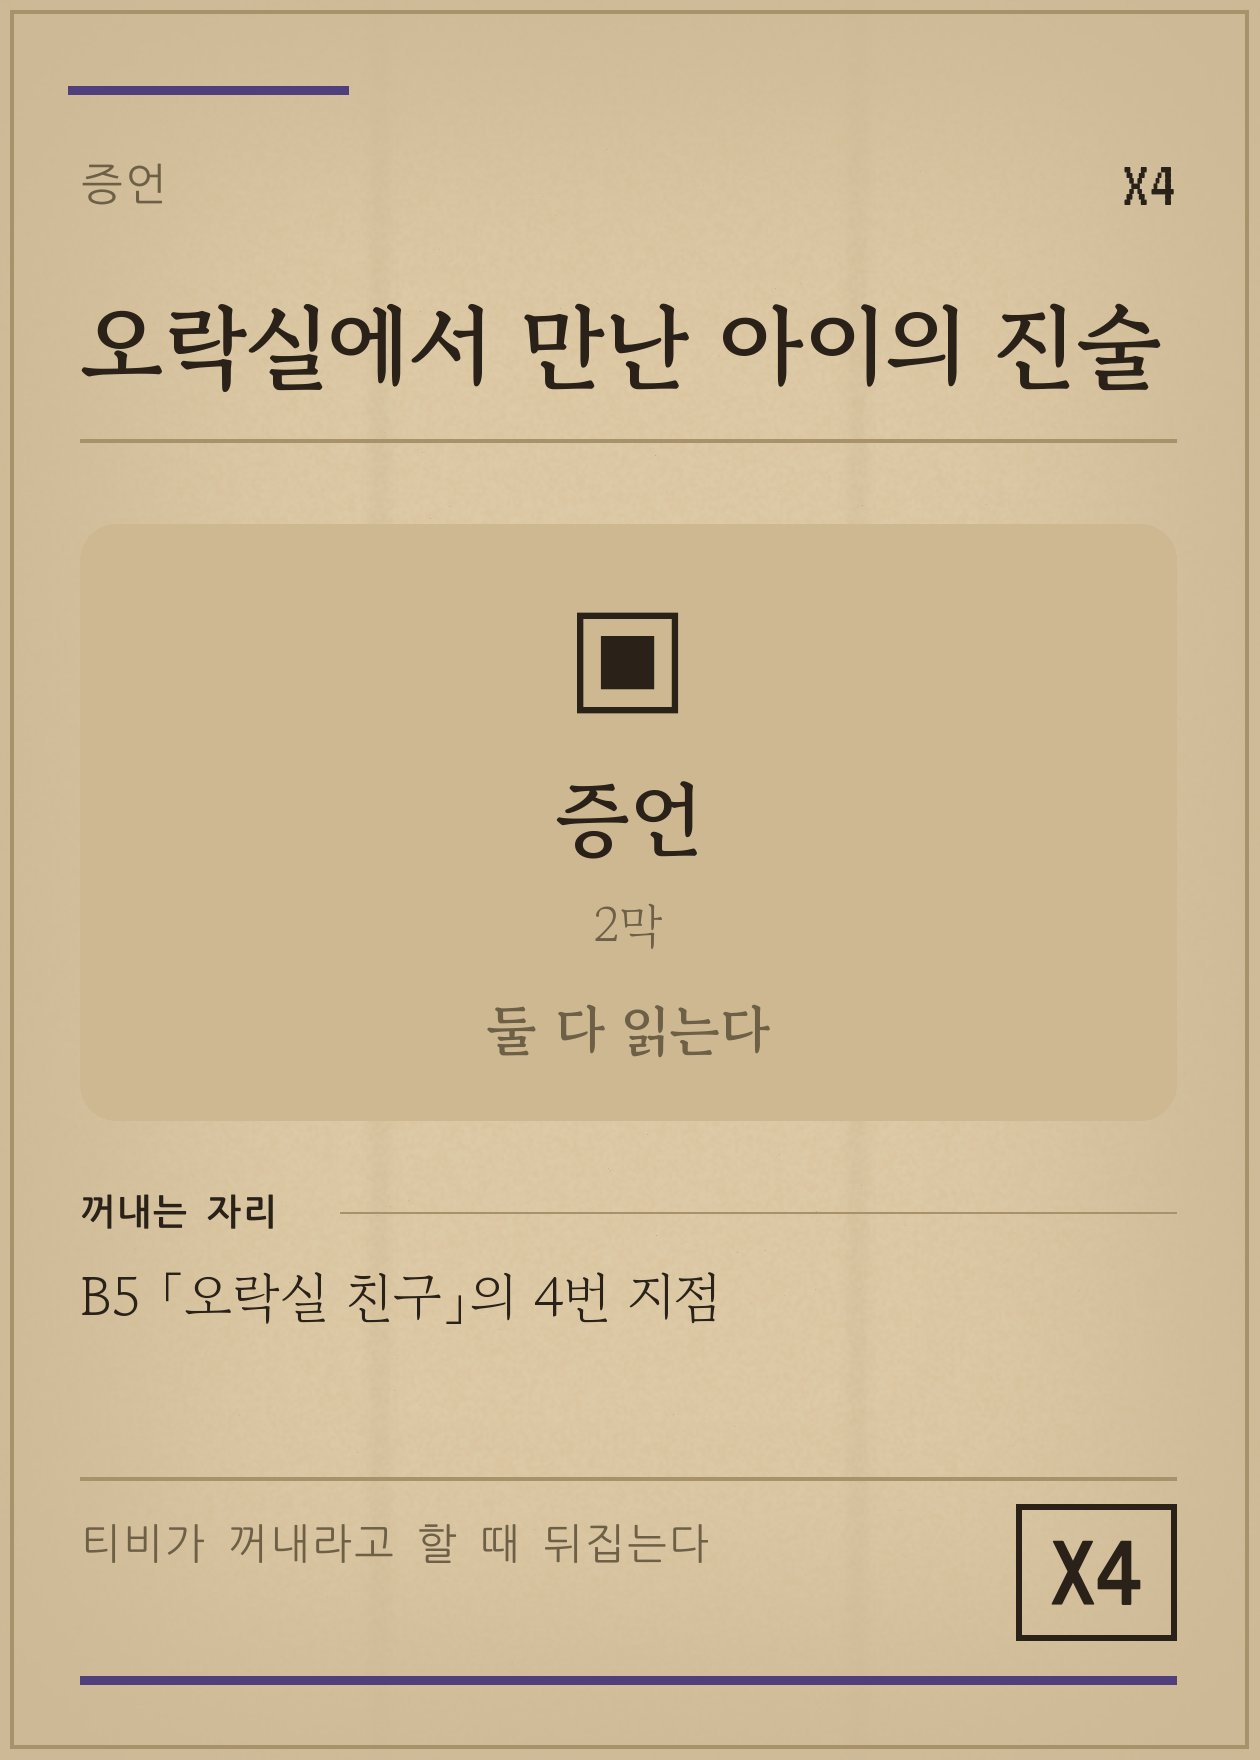 증언
X4
오락실에서 만난 아이의 진술
증언
2막
둘 다 읽는다
꺼내는 자리
B5 「오락실 친구」의 4번 지점
티비가 꺼내라고 할 때 뒤집는다
X4